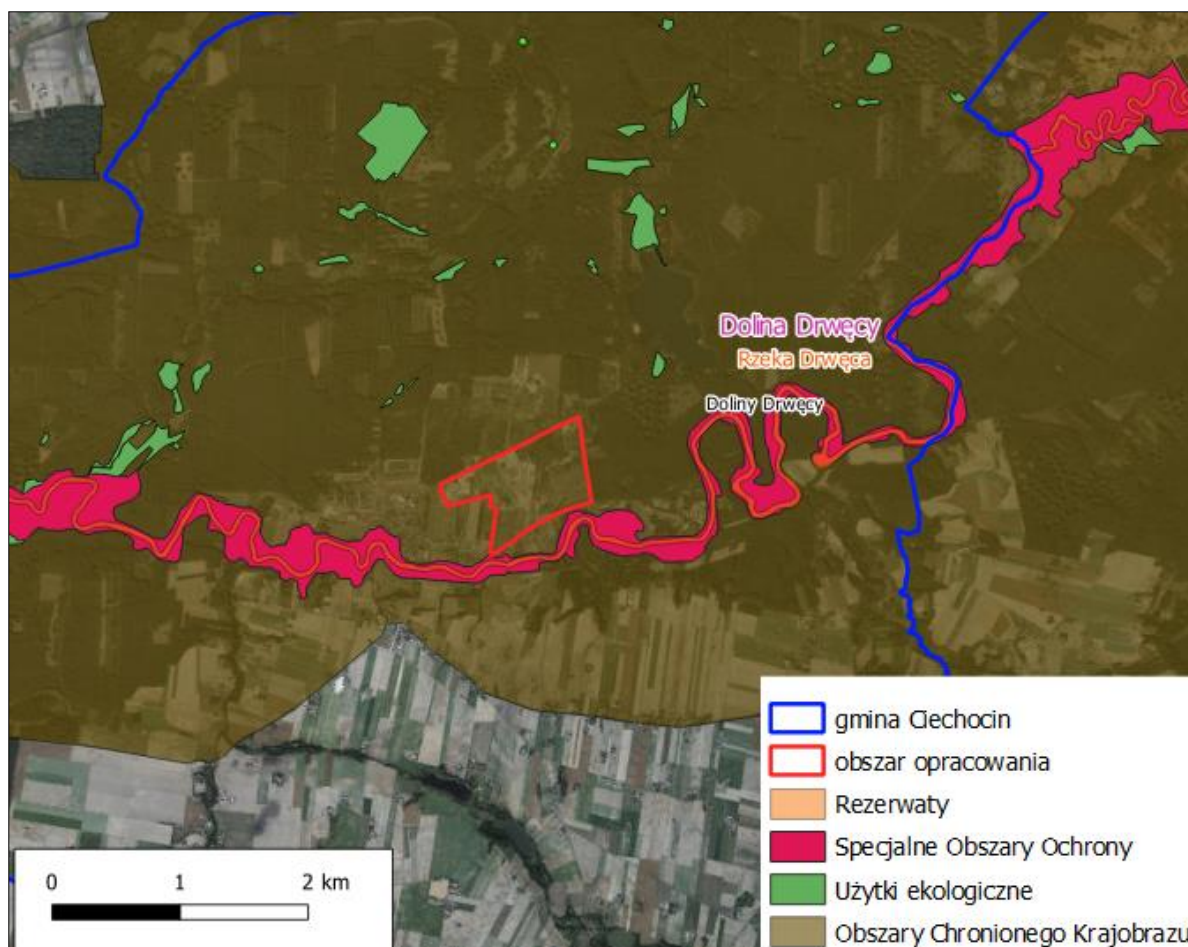 Dolina Drwęcy
Rzeka Drwęca
Doliny Drwęcy
gmina Ciechocin
obszar opracowania
Rezerwaty
Specjalne Obszary Ochrony
Użytki ekologiczne
Obszary Chronionego Krajobrazu
0 1 2 km